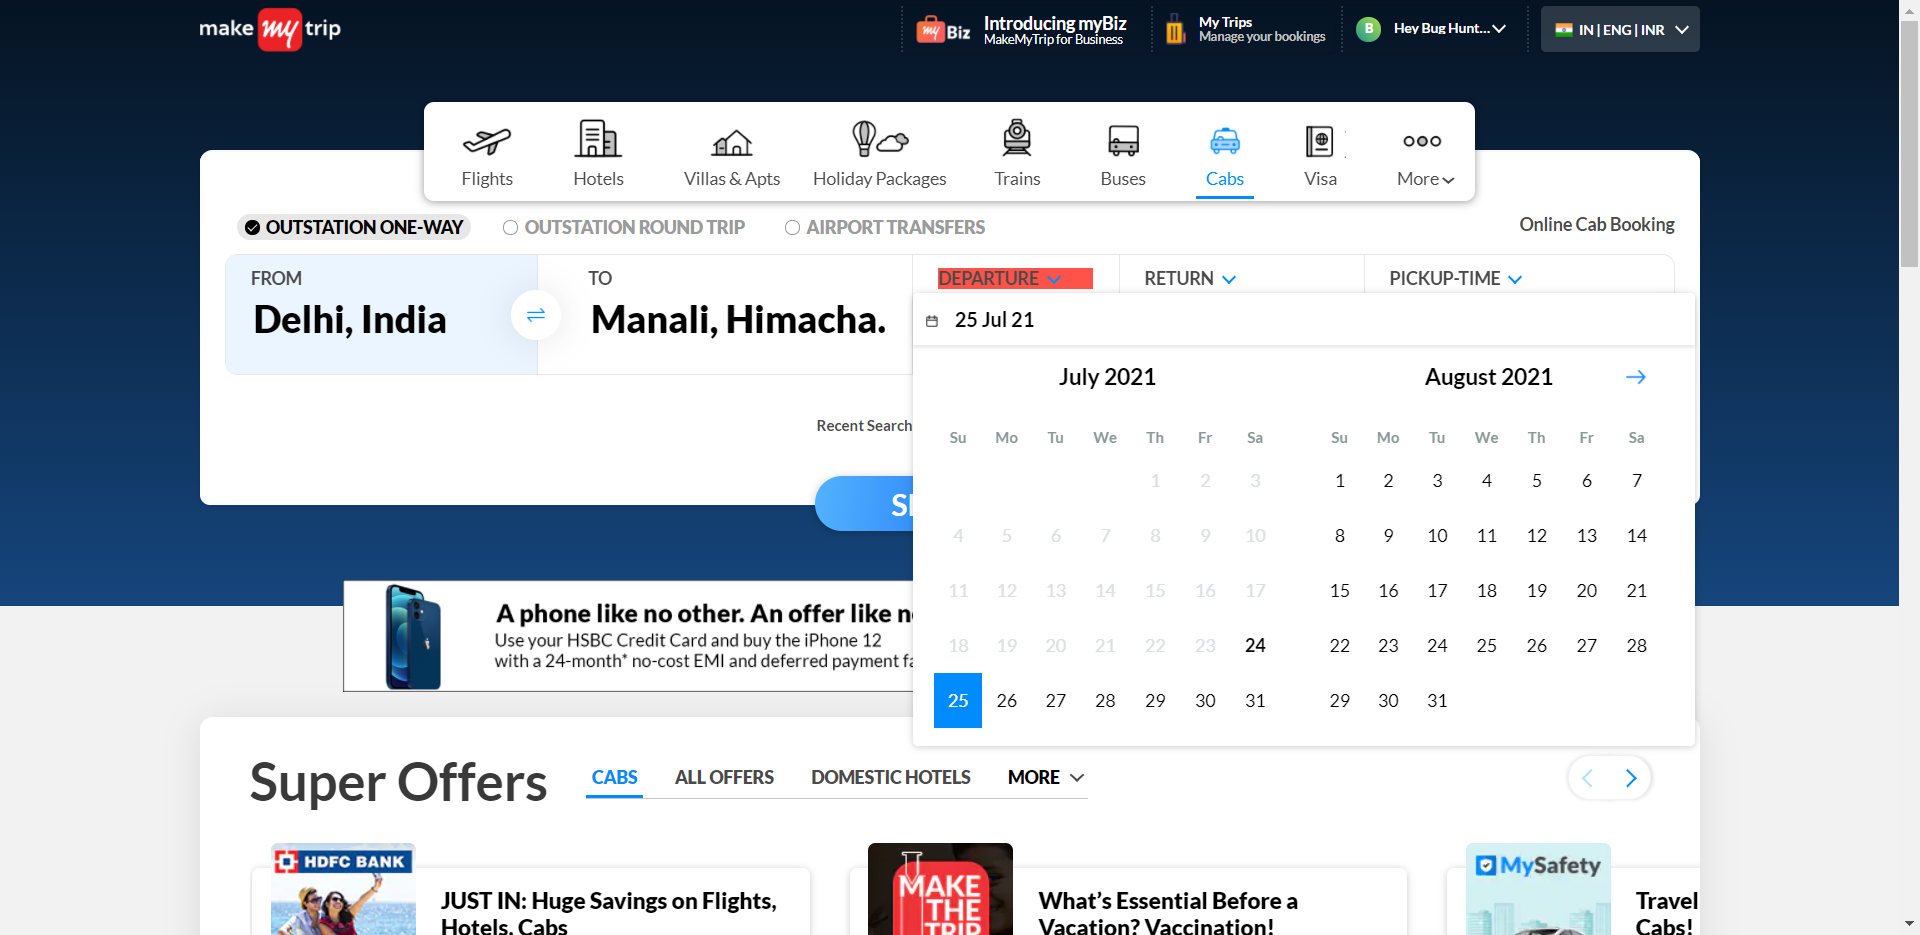 make my trip
my Biz
Introducing myBiz
MakeMyTrip for Business
My Trips
Manage your bookings
B
Hey Bug Hunt...
IN | ENG | INR
Flights
Hotels
Villas & Apts
Holiday Packages
Trains
Buses
Cabs
Visa
More
OUTSTATION ONE-WAY
OUTSTATION ROUND TRIP
AIRPORT TRANSFERS
Online Cab Booking
FROM
Delhi, India
TO
Manali, Himacha.
DEPARTURE
RETURN
PICKUP-TIME
25 Jul 21
July 2021
Su Mo Tu We Th Fr Sa
1 2 3
4 5 6 7 8 9 10
11 12 13 14 15 16 17
18 19 20 21 22 23 24
25 26 27 28 29 30 31
August 2021
Su Mo Tu We Th Fr Sa
1 2 3 4 5 6 7
8 9 10 11 12 13 14
15 16 17 18 19 20 21
22 23 24 25 26 27 28
29 30 31
Recent Search
A phone like no other. An offer like
Use your HSBC Credit Card and buy the iPhone 12
with a 24-month* no-cost EMI and deferred payment
Super Offers
CABS
ALL OFFERS
DOMESTIC HOTELS
MORE
HDFC BANK
JUST IN: Huge Savings on Flights,
Hotels, Cabs
MAKE
THE
TRIP
What's Essential Before a
Vacation? Vaccination!
MySafety
Travel
Cabs!